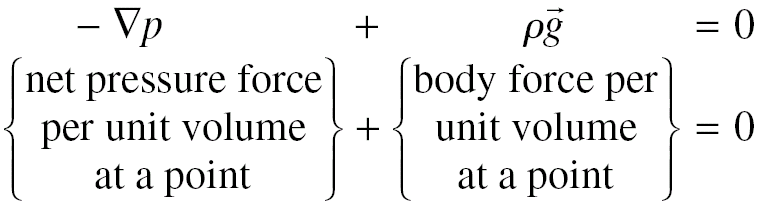 − ∇p + ρg⃗ = 0
{net pressure force per unit volume at a point} + {body force per unit volume at a point} = 0